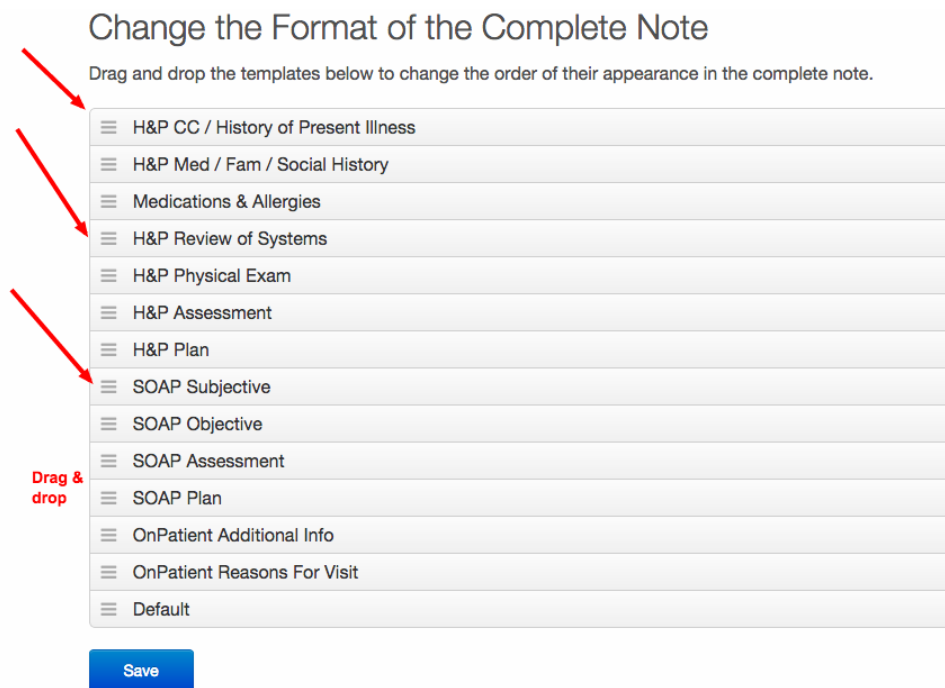 Change the Format of the Complete Note
Drag and drop the templates below to change the order of their appearance in the complete note.
H&P CC / History of Present Illness
H&P Med / Fam / Social History
Medications & Allergies
H&P Review of Systems
H&P Physical Exam
H&P Assessment
H&P Plan
SOAP Subjective
SOAP Objective
SOAP Assessment
Drag &
drop
SOAP Plan
OnPatient Additional Info
OnPatient Reasons For Visit
Default
Save